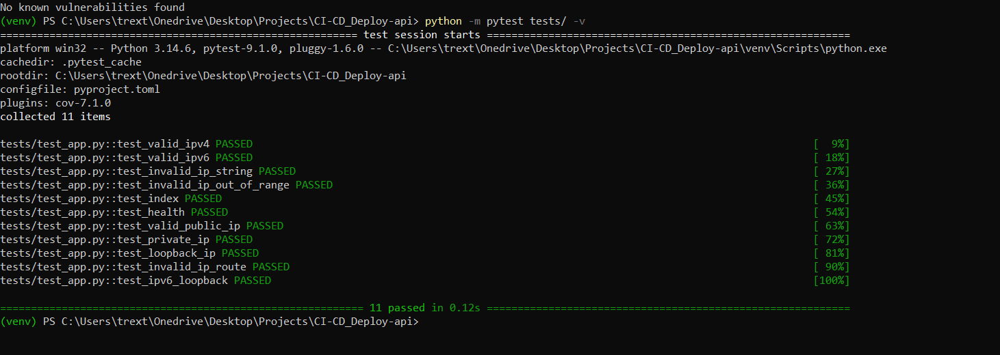 No known vulnerabilities found
(venv) PS C:\Users\trext\Onedrive\Desktop\Projects\CI-CD_Deploy-api> python -m pytest tests/ -v
========================================================== test session starts ===========================================================
platform win32 -- Python 3.14.6, pytest-9.1.0, pluggy-1.6.0 -- C:\Users\trext\Onedrive\Desktop\Projects\CI-CD_Deploy-api\venv\Scripts\python.exe
cachedir: .pytest_cache
rootdir: C:\Users\trext\Onedrive\Desktop\Projects\CI-CD_Deploy-api
configfile: pyproject.toml
plugins: cov-7.1.0
collected 11 items
tests/test_app.py::test_valid_ipv4 PASSED [  9%]
tests/test_app.py::test_valid_ipv6 PASSED [ 18%]
tests/test_app.py::test_invalid_ip_string PASSED [ 27%]
tests/test_app.py::test_invalid_ip_out_of_range PASSED [ 36%]
tests/test_app.py::test_index PASSED [ 45%]
tests/test_app.py::test_health PASSED [ 54%]
tests/test_app.py::test_valid_public_ip PASSED [ 63%]
tests/test_app.py::test_private_ip PASSED [ 72%]
tests/test_app.py::test_loopback_ip PASSED [ 81%]
tests/test_app.py::test_invalid_ip_route PASSED [ 90%]
tests/test_app.py::test_ipv6_loopback PASSED [100%]
=========================================================== 11 passed in 0.12s ===========================================================
(venv) PS C:\Users\trext\Onedrive\Desktop\Projects\CI-CD_Deploy-api>